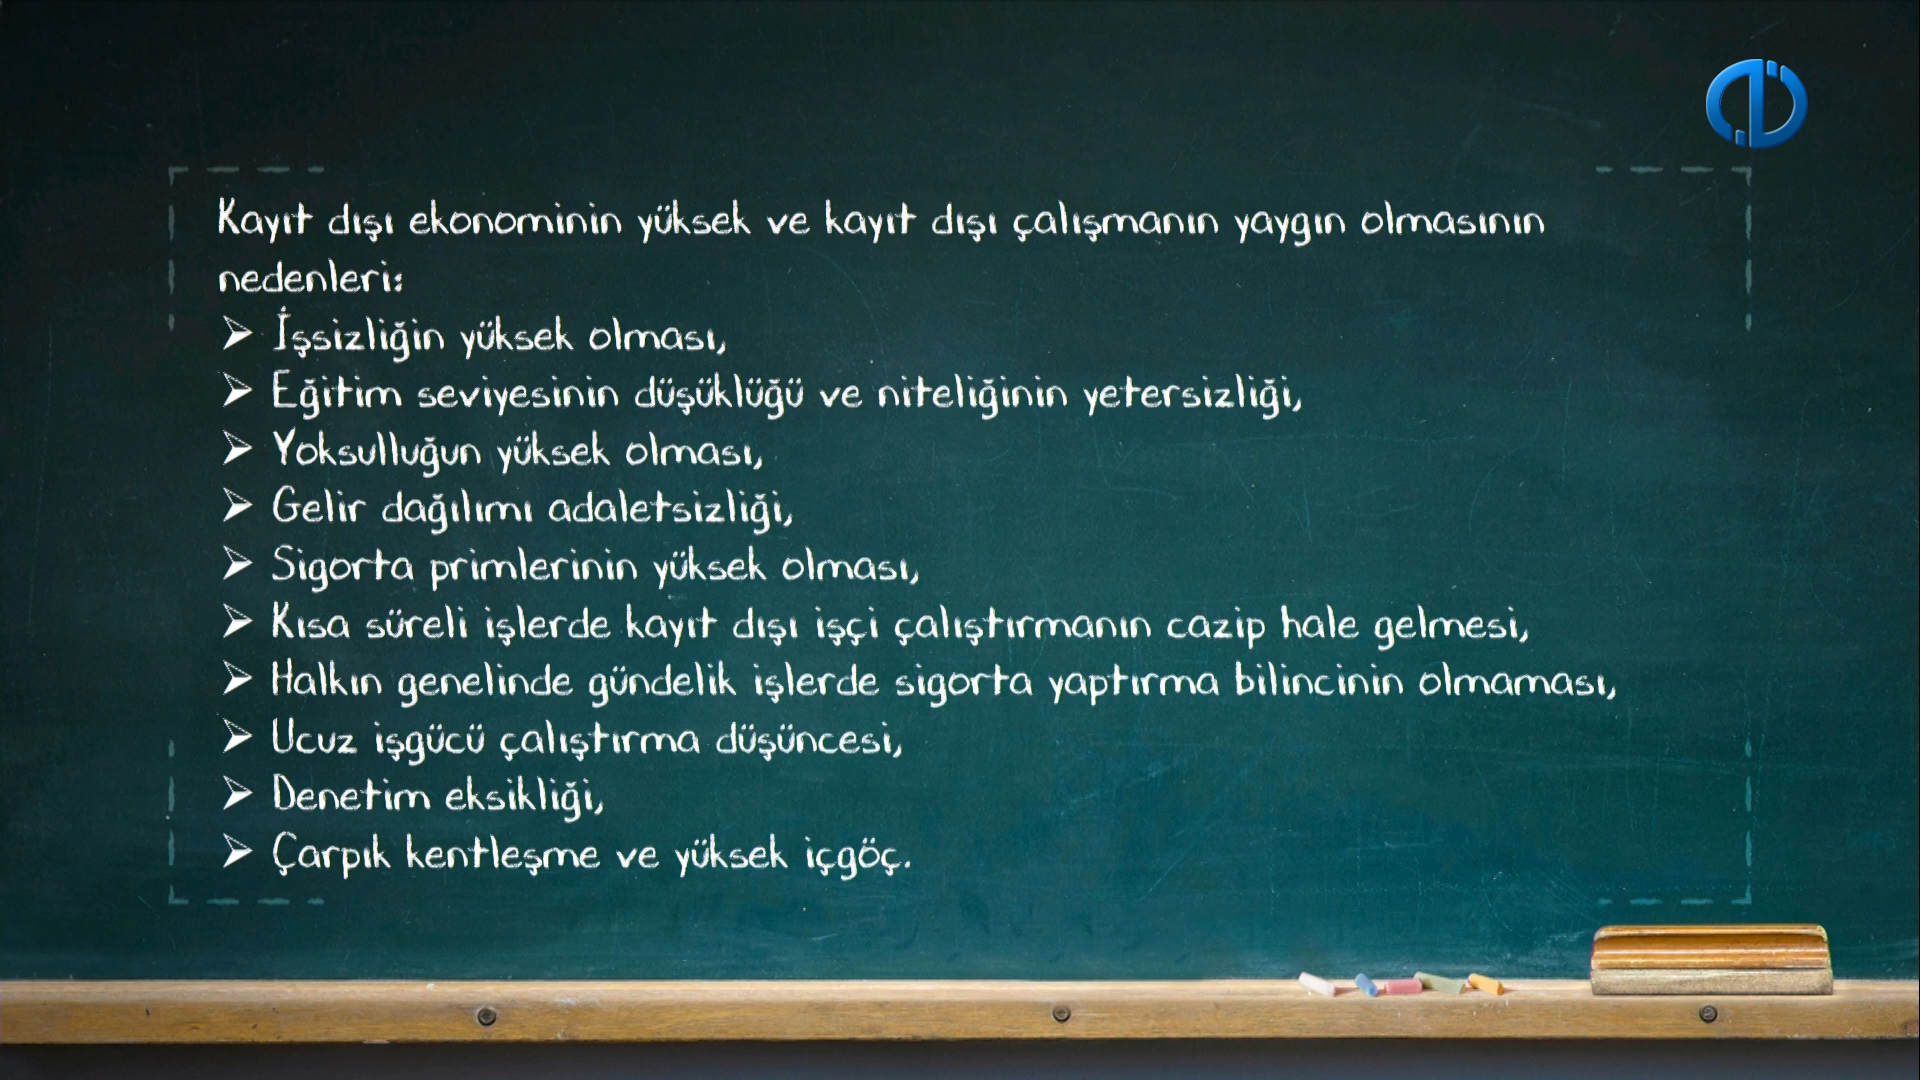 Kayıt dışı ekonominin yüksek ve kayıt dışı çalışmanın yaygın olmasının
nedenleri:
➢ İşsizliğin yüksek olması,
➢ Eğitim seviyesinin düşüklüğü ve niteliğinin yetersizliği,
➢ Yoksulluğun yüksek olması,
➢ Gelir dağılımı adaletsizliği,
➢ Sigorta primlerinin yüksek olması,
➢ Kısa süreli işlerde kayıt dışı işçi çalıştırmanın cazip hale gelmesi,
➢ Halkın genelinde gündelik işlerde sigorta yaptırma bilincinin olmaması,
➢ Ucuz işgücü çalıştırma düşüncesi,
➢ Denetim eksikliği,
➢ Çarpık kentleşme ve yüksek içgöç.